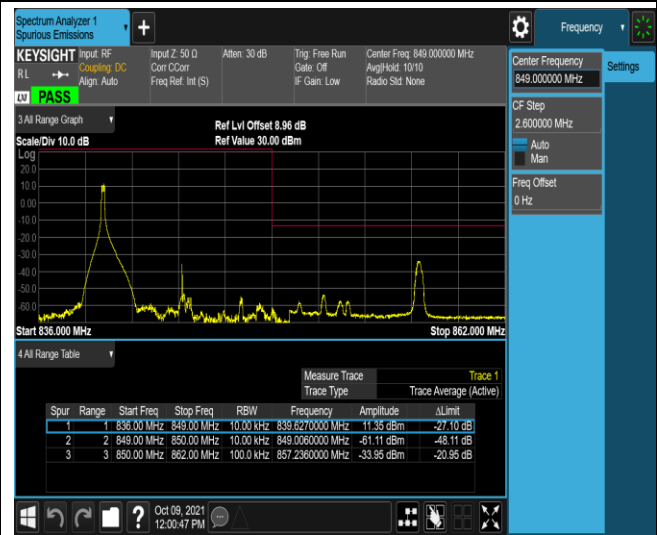 Spectrum Analyzer 1
Spurious Emissions
Frequency
KEYSIGHT
RL
LXI PASS
Input: RF
Coupling: DC
Align: Auto
Input Z: 50 Ω
Corr CCorr
Freq Ref: Int (S)
Atten: 30 dB
Trig: Free Run
Gate: Off
IF Gain: Low
Center Freq: 849.000000 MHz
Avg|Hold: 10/10
Radio Std: None
Center Frequency
849.000000 MHz
Settings
CF Step
2.600000 MHz
Auto
Man
Freq Offset
0 Hz
3 All Range Graph
Scale/Div 10.0 dB
Ref Lvl Offset 8.96 dB
Ref Value 30.00 dBm
Log
20.0
10.0
0.00
-10.0
-20.0
-30.0
-40.0
-50.0
-60.0
Start 836.000 MHz
Stop 862.000 MHz
4 All Range Table
Measure Trace Trace 1
Trace Type Trace Average (Active)
Spur Range Start Freq Stop Freq RBW Frequency Amplitude ΔLimit
1 1 836.00 MHz 849.00 MHz 10.00 kHz 839.6270000 MHz 11.35 dBm -27.10 dB
2 2 849.00 MHz 850.00 MHz 10.00 kHz 849.0060000 MHz -61.11 dBm -48.11 dB
3 3 850.00 MHz 862.00 MHz 100.0 kHz 857.2360000 MHz -33.95 dBm -20.95 dB
Oct 09, 2021
12:00:47 PM